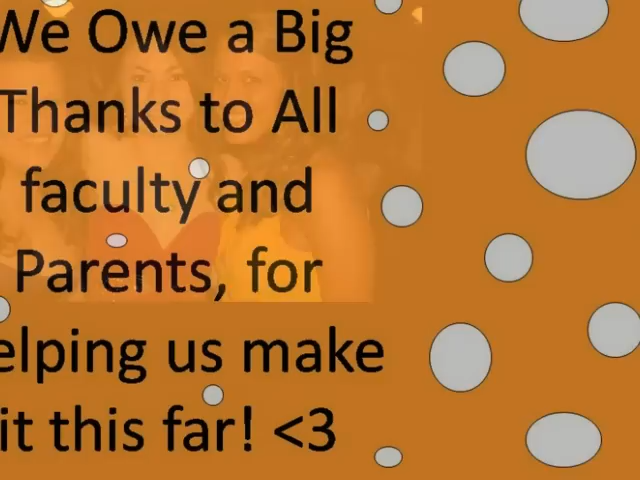 We Owe a Big
Thanks to All
faculty and
Parents, for
elping us make
it this far! <3